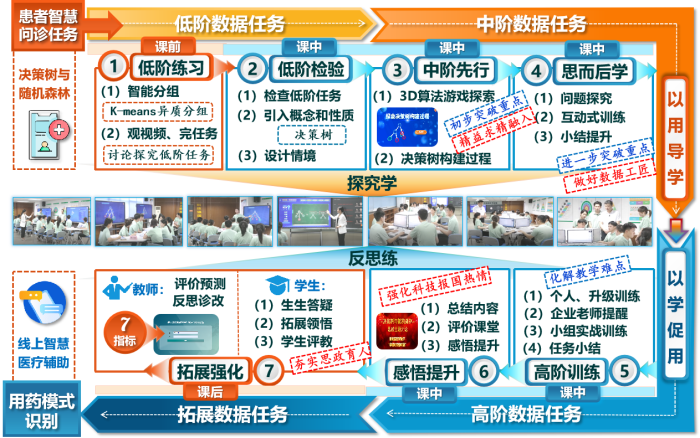 患者智慧
问诊任务
低阶数据任务
中阶数据任务
决策树与
随机森林
课前
① 低阶练习
(1) 智能分组
K-means异质分组
(2) 观视频、完任务
讨论探究低阶任务
课中
② 低阶检验
(1) 检查低阶任务
(2) 引入概念和性质
决策树
(3) 设计情境
课中
③ 中阶先行
(1) 3D算法游戏探索
探秘决策树构建过程
初步突破重点
精益求精融入
(2) 决策树构建过程
课中
④ 思而后学
(1) 问题探究
(2) 互动式训练
(3) 小结提升
进一步突破重点
做好数据工匠
以用导学
探究学
反思练
以学促用
线上智慧
医疗辅助
教师: 评价预测
反思诊改
7
指标
学生:
(1) 生生答疑
(2) 拓展领悟
(3) 学生评教
夯实思政育人
拓展强化 ⑦
课后
强化科技报国热情
(1) 总结内容
(2) 评价课堂
(3) 感悟提升
感悟提升 ⑥
课中
化解教学难点
(1) 个人、升级训练
(2) 企业老师提醒
(3) 小组实战训练
(4) 任务小结
高阶训练 ⑤
课中
用药模式
识别
拓展数据任务
高阶数据任务